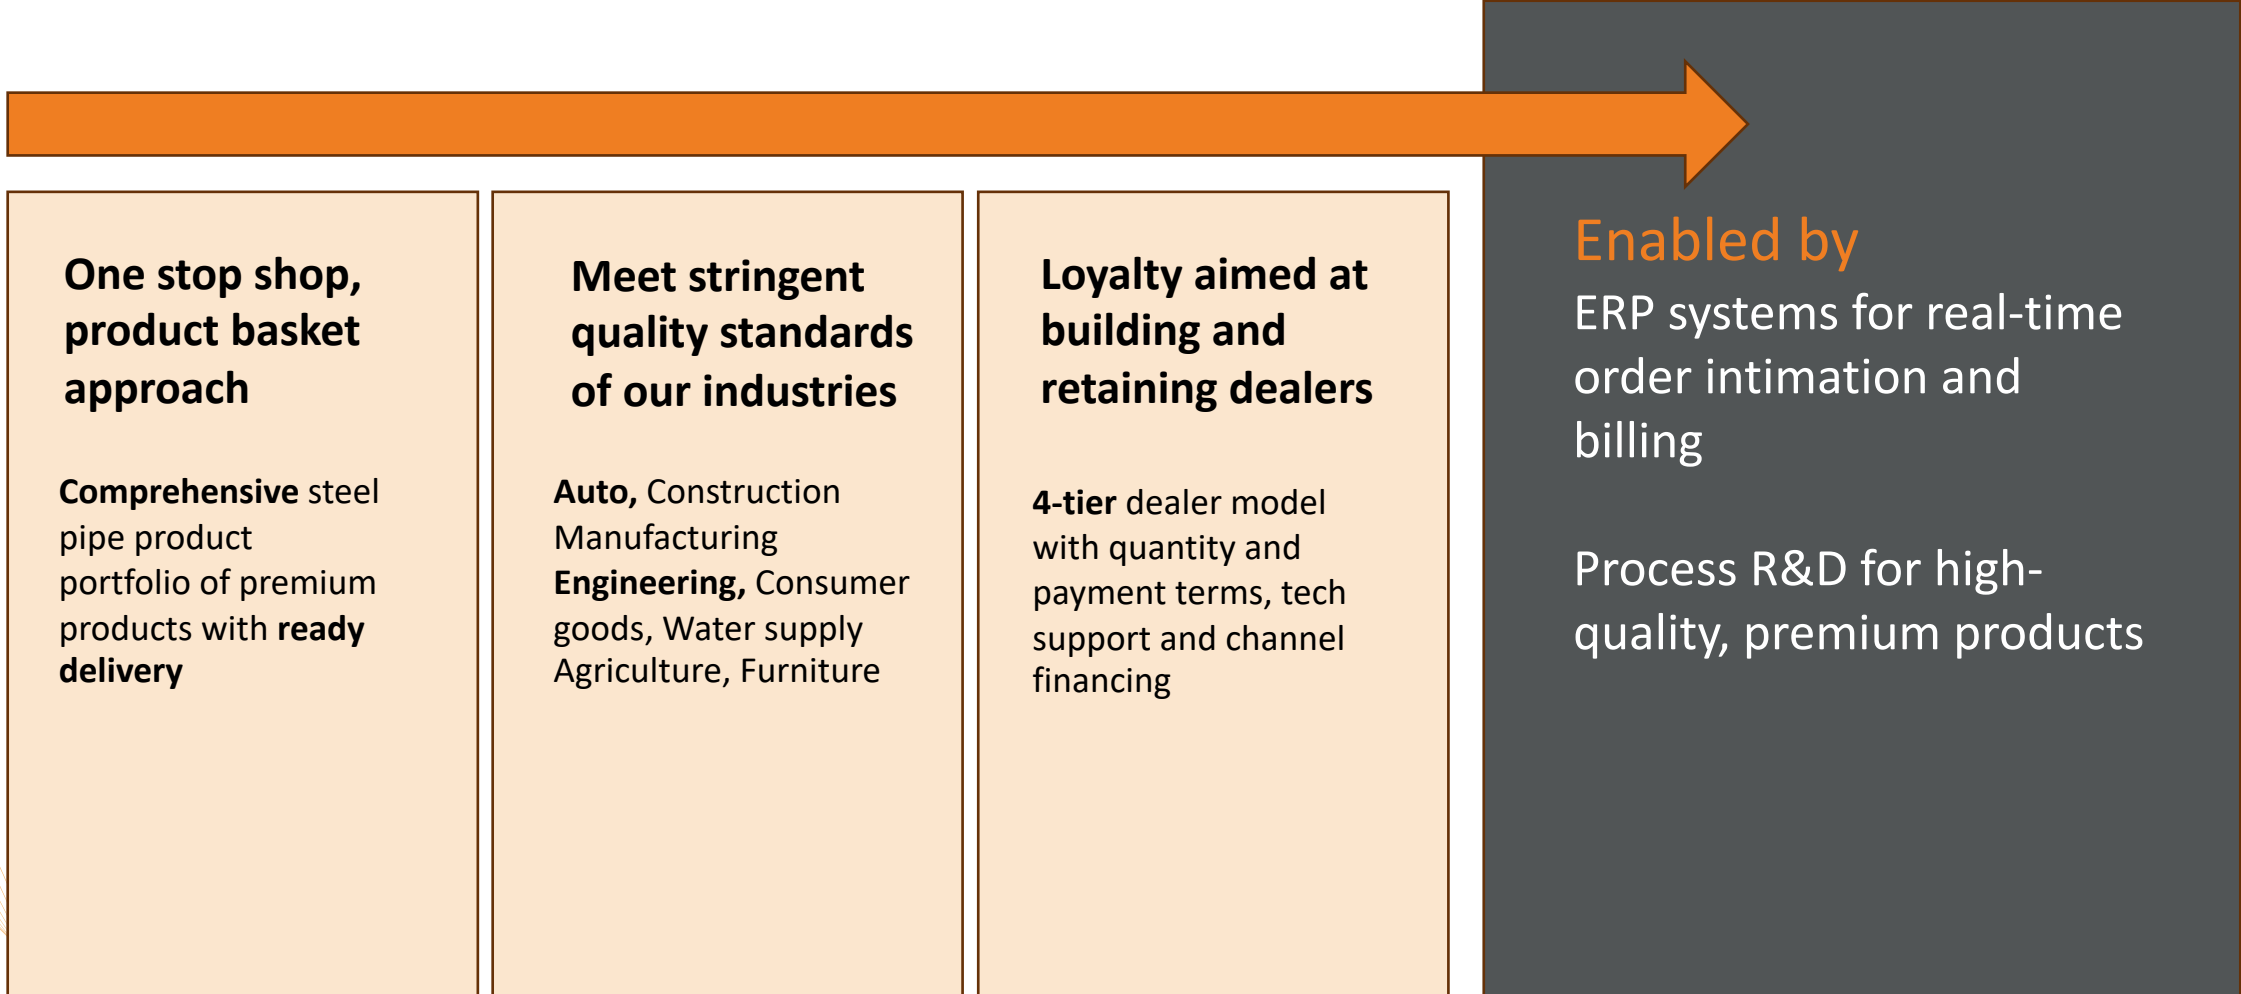 One stop shop,
product basket
approach
Comprehensive steel
pipe product
portfolio of premium
products with ready
delivery
Meet stringent
quality standards
of our industries
Auto, Construction
Manufacturing
Engineering, Consumer
goods, Water supply
Agriculture, Furniture
Loyalty aimed at
building and
retaining dealers
4-tier dealer model
with quantity and
payment terms, tech
support and channel
financing
Enabled by
ERP systems for real-time
order intimation and
billing
Process R&D for high-
quality, premium products